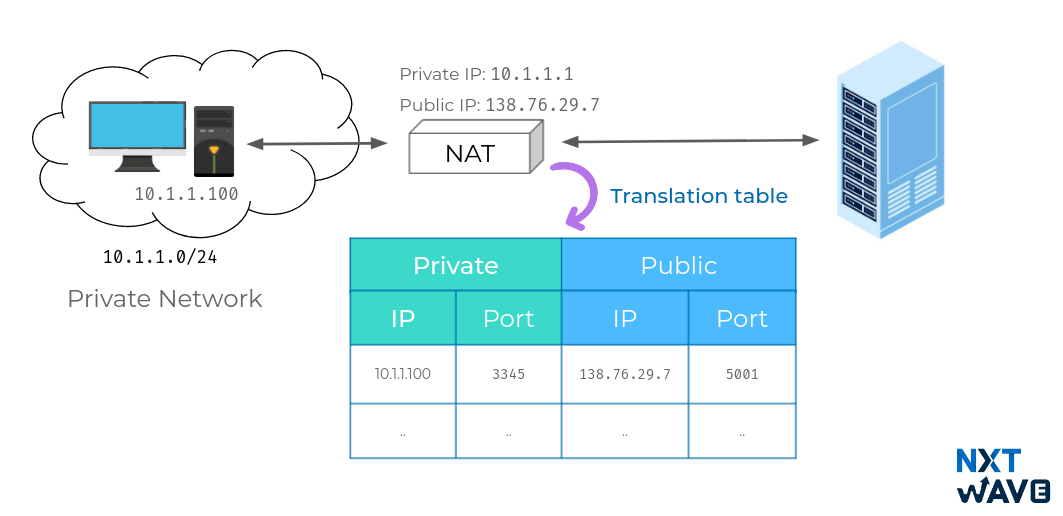 Private IP: 10.1.1.1
Public IP: 138.76.29.7
NAT
10.1.1.100
Translation table
10.1.1.0/24
Private Network
Private Public
IP Port IP Port
10.1.1.100 3345 138.76.29.7 5001
.. .. .. ..
NXT
WAVE